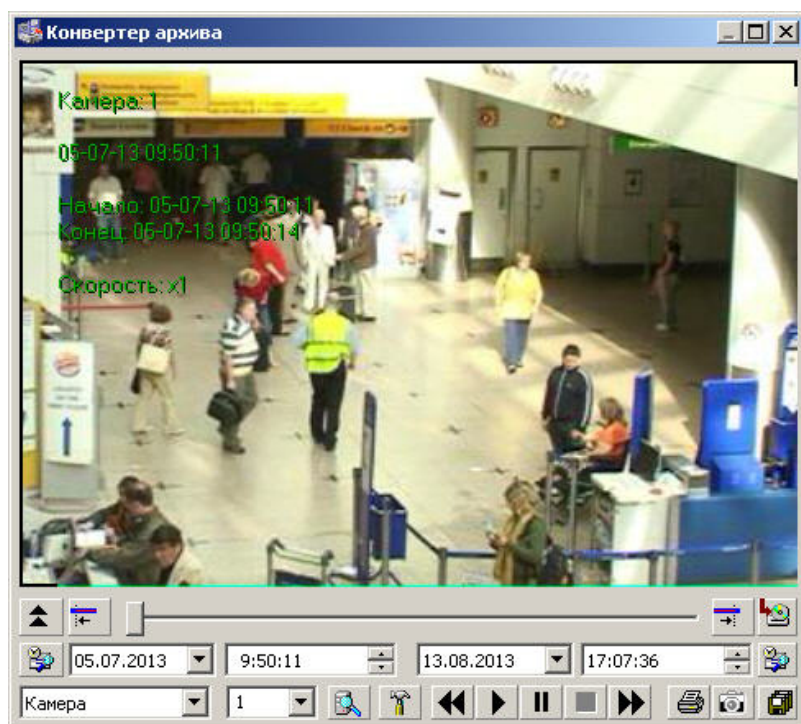 Конвертер архива
Камера: 1
05-07-13 09:50:11
Начало: 05-07-13 09:50:11
Конец: 05-07-13 09:50:14
Скорость: x1
05.07.2013
9:50:11
13.08.2013
17:07:36
Камера
1